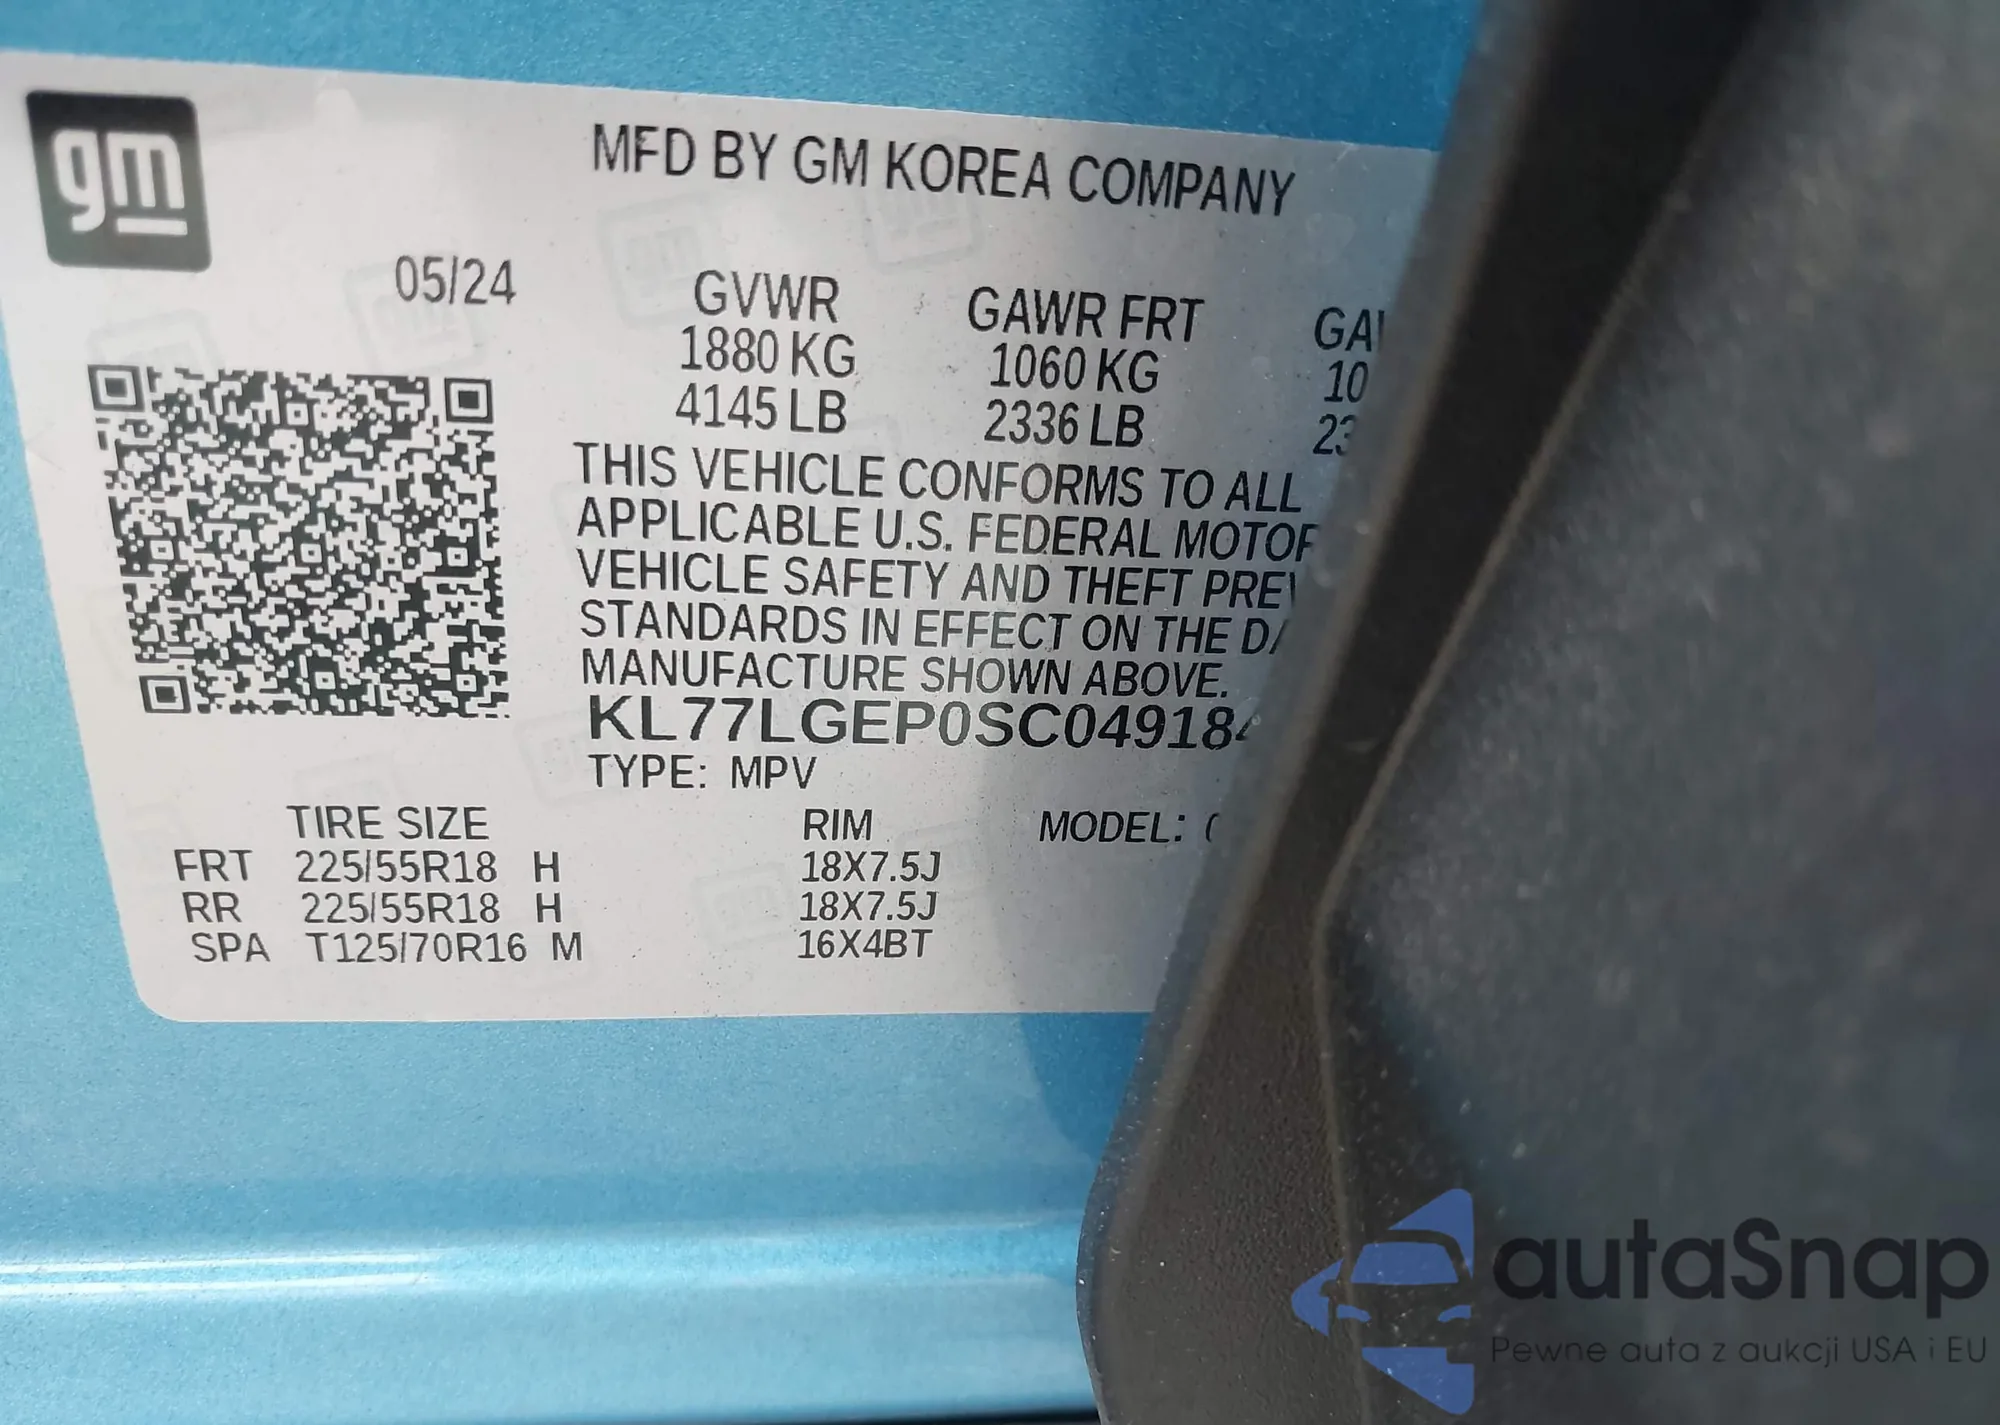 gm
MFD BY GM KOREA COMPANY
05/24
GVWR GAWR FRT
1880 KG 1060 KG
4145 LB 2336 LB
THIS VEHICLE CONFORMS TO ALL
APPLICABLE U.S. FEDERAL MOTOR
VEHICLE SAFETY AND THEFT
STANDARDS IN EFFECT ON THE
MANUFACTURE SHOWN ABOVE.
KL77LGEP0SC049184
TYPE: MPV
TIRE SIZE RIM MODEL:
FRT 225/55R18 H 18X7.5J
RR 225/55R18 H 18X7.5J
SPA T125/70R16 M 16X4BT
autoSnap
Pewne auta z aukcji USA i EU